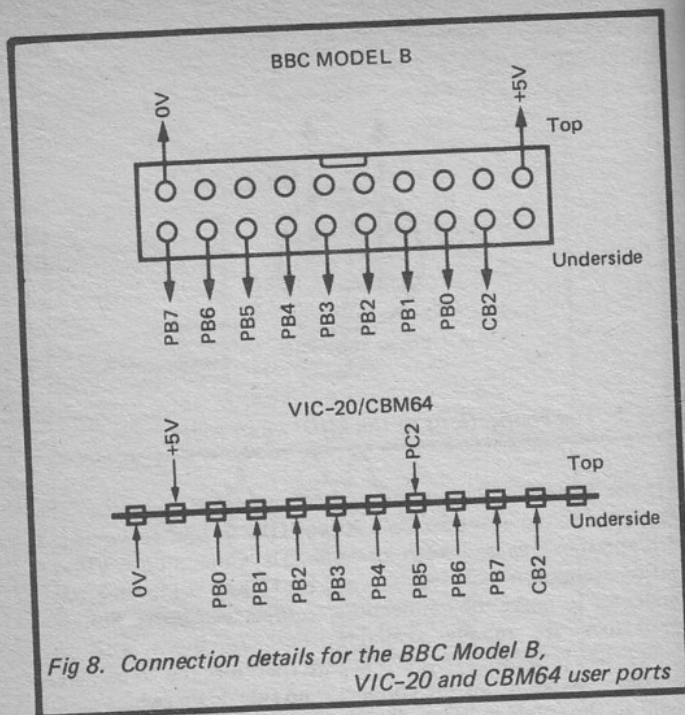 BBC MODEL B
0V
+5V
Top
Underside
PB7
PB6
PB5
PB4
PB3
PB2
PB1
PB0
CB2
VIC-20/CBM64
+5V
PC2
Top
Underside
0V
PB0
PB1
PB2
PB3
PB4
PB5
PB6
PB7
CB2
Fig 8. Connection details for the BBC Model B,
VIC-20 and CBM64 user ports